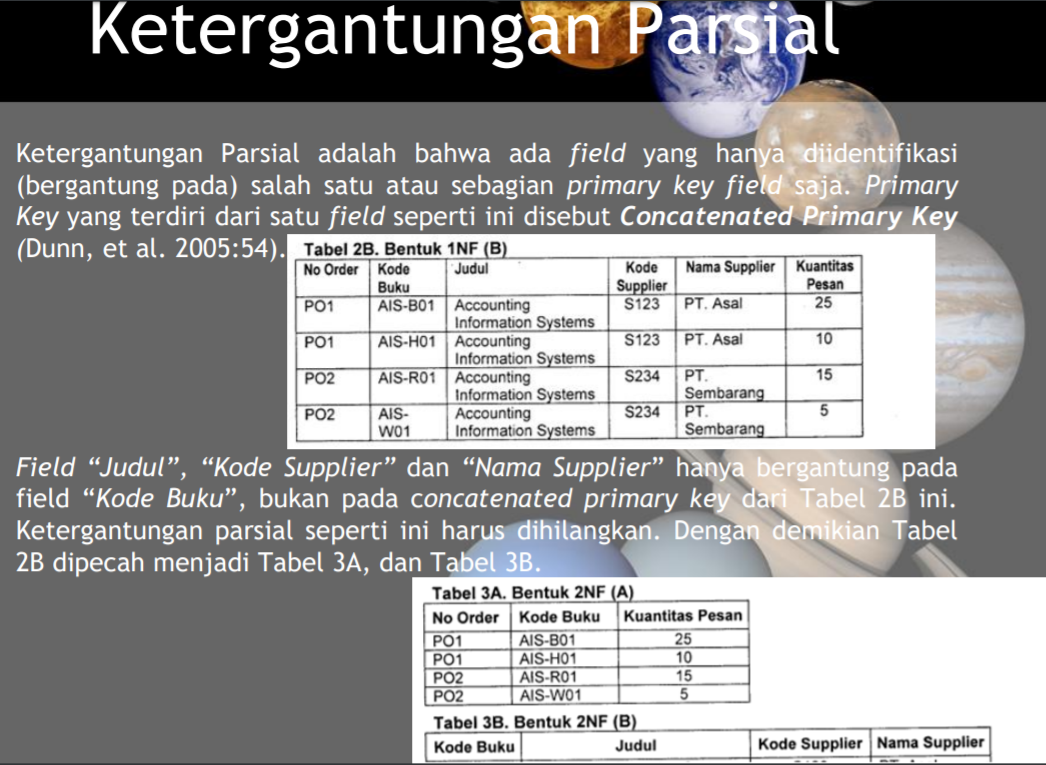 Ketergantungan Parsial
Ketergantungan Parsial adalah bahwa ada field yang hanya diidentifikasi
(bergantung pada) salah satu atau sebagian primary key field saja. Primary
Key yang terdiri dari satu field seperti ini disebut Concatenated Primary Key
(Dunn, et al. 2005:54).
Tabel 2B. Bentuk 1NF (B)
No Order Kode Buku Judul Kode Supplier Nama Supplier Kuantitas Pesan
PO1 AIS-B01 Accounting Information Systems S123 PT. Asal 25
PO1 AIS-H01 Accounting Information Systems S123 PT. Asal 10
PO2 AIS-R01 Accounting Information Systems S234 PT. Sembarang 15
PO2 AIS-W01 Accounting Information Systems S234 PT. Sembarang 5
Field “Judul”, “Kode Supplier” dan “Nama Supplier” hanya bergantung pada
field “Kode Buku”, bukan pada concatenated primary key dari Tabel 2B ini.
Ketergantungan parsial seperti ini harus dihilangkan. Dengan demikian Tabel
2B dipecah menjadi Tabel 3A, dan Tabel 3B.
Tabel 3A. Bentuk 2NF (A)
No Order Kode Buku Kuantitas Pesan
PO1 AIS-B01 25
PO1 AIS-H01 10
PO2 AIS-R01 15
PO2 AIS-W01 5
Tabel 3B. Bentuk 2NF (B)
Kode Buku Judul Kode Supplier Nama Supplier